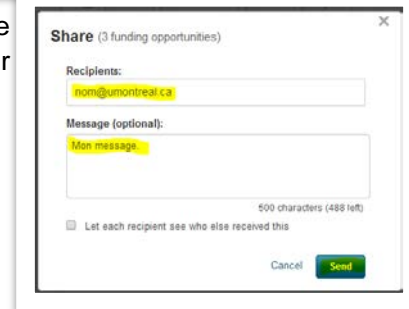 e
r
×
Share (3 funding opportunities)
Recipients:
nom@umontreal.ca
Message (optional):
Mon message.
500 characters (488 left)
Let each recipient see who else received this
Cancel Send